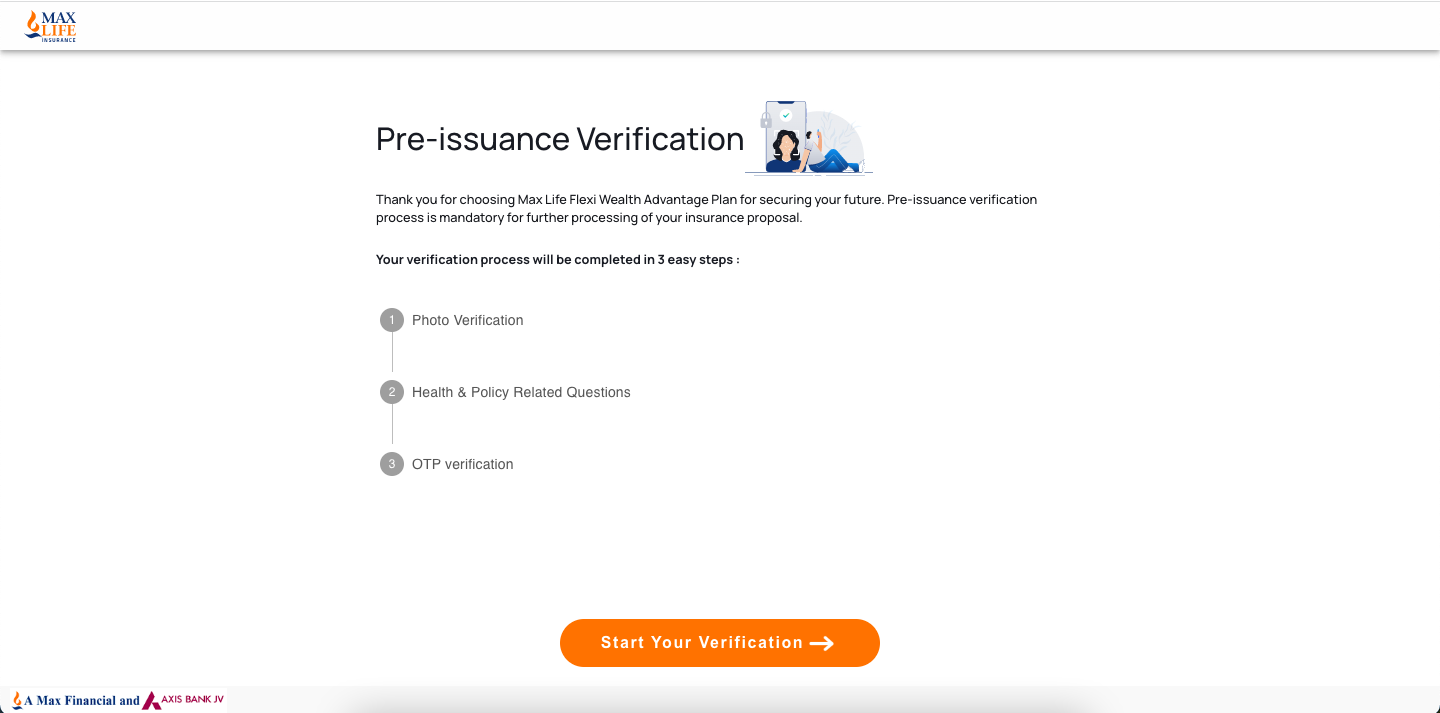 MAX
LIFE
INSURANCE
Pre-issuance Verification
Thank you for choosing Max Life Flexi Wealth Advantage Plan for securing your future. Pre-issuance verification
process is mandatory for further processing of your insurance proposal.
Your verification process will be completed in 3 easy steps :
1 Photo Verification
2 Health & Policy Related Questions
3 OTP verification
Start Your Verification
A Max Financial and AXIS BANK JV